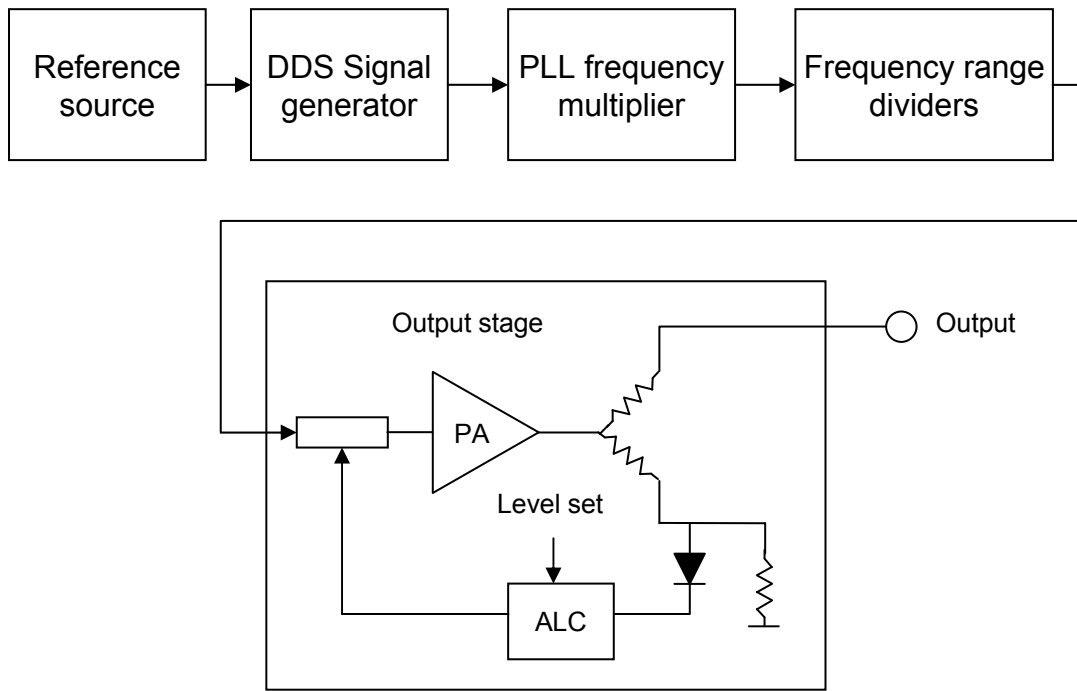 Reference
source
DDS Signal
generator
PLL frequency
multiplier
Frequency range
dividers
Output stage
Output
PA
Level set
ALC